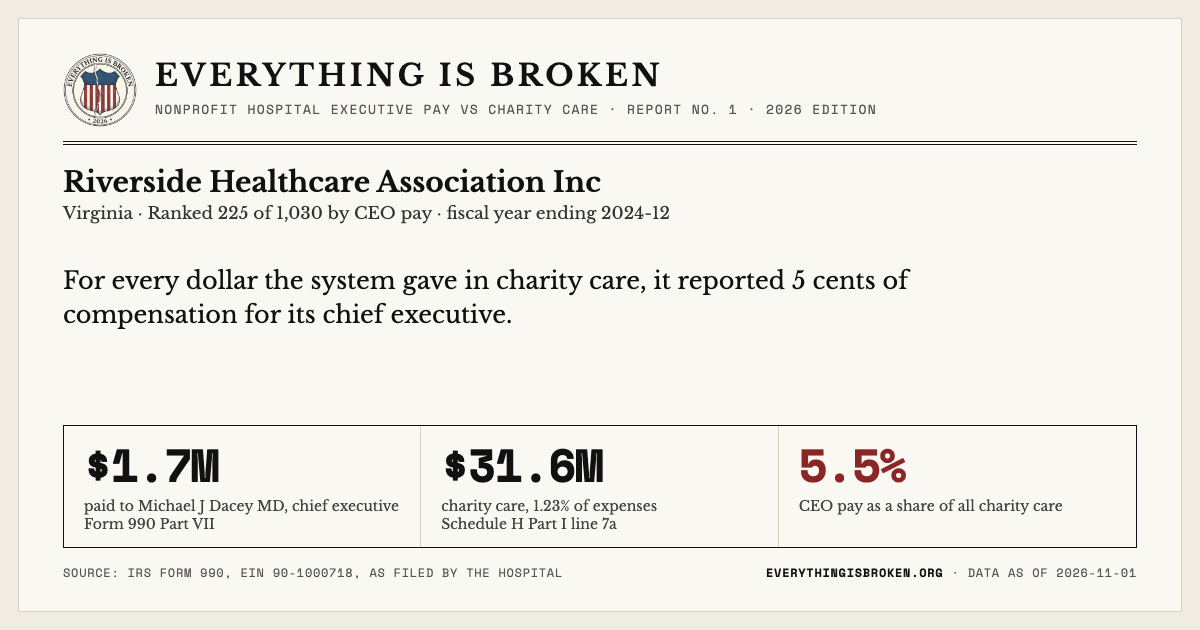 EVERYTHING IS BROKEN
· 2026 ·
EVERYTHING IS BROKEN
NONPROFIT HOSPITAL EXECUTIVE PAY VS CHARITY CARE · REPORT NO. 1 · 2026 EDITION
Riverside Healthcare Association Inc
Virginia · Ranked 225 of 1,030 by CEO pay · fiscal year ending 2024-12
For every dollar the system gave in charity care, it reported 5 cents of
compensation for its chief executive.
$1.7M
paid to Michael J Dacey MD, chief executive
Form 990 Part VII
$31.6M
charity care, 1.23% of expenses
Schedule H Part I line 7a
5.5%
CEO pay as a share of all charity care
SOURCE: IRS FORM 990, EIN 90-1000718, AS FILED BY THE HOSPITAL
EVERYTHINGISBROKEN.ORG · DATA AS OF 2026-11-01